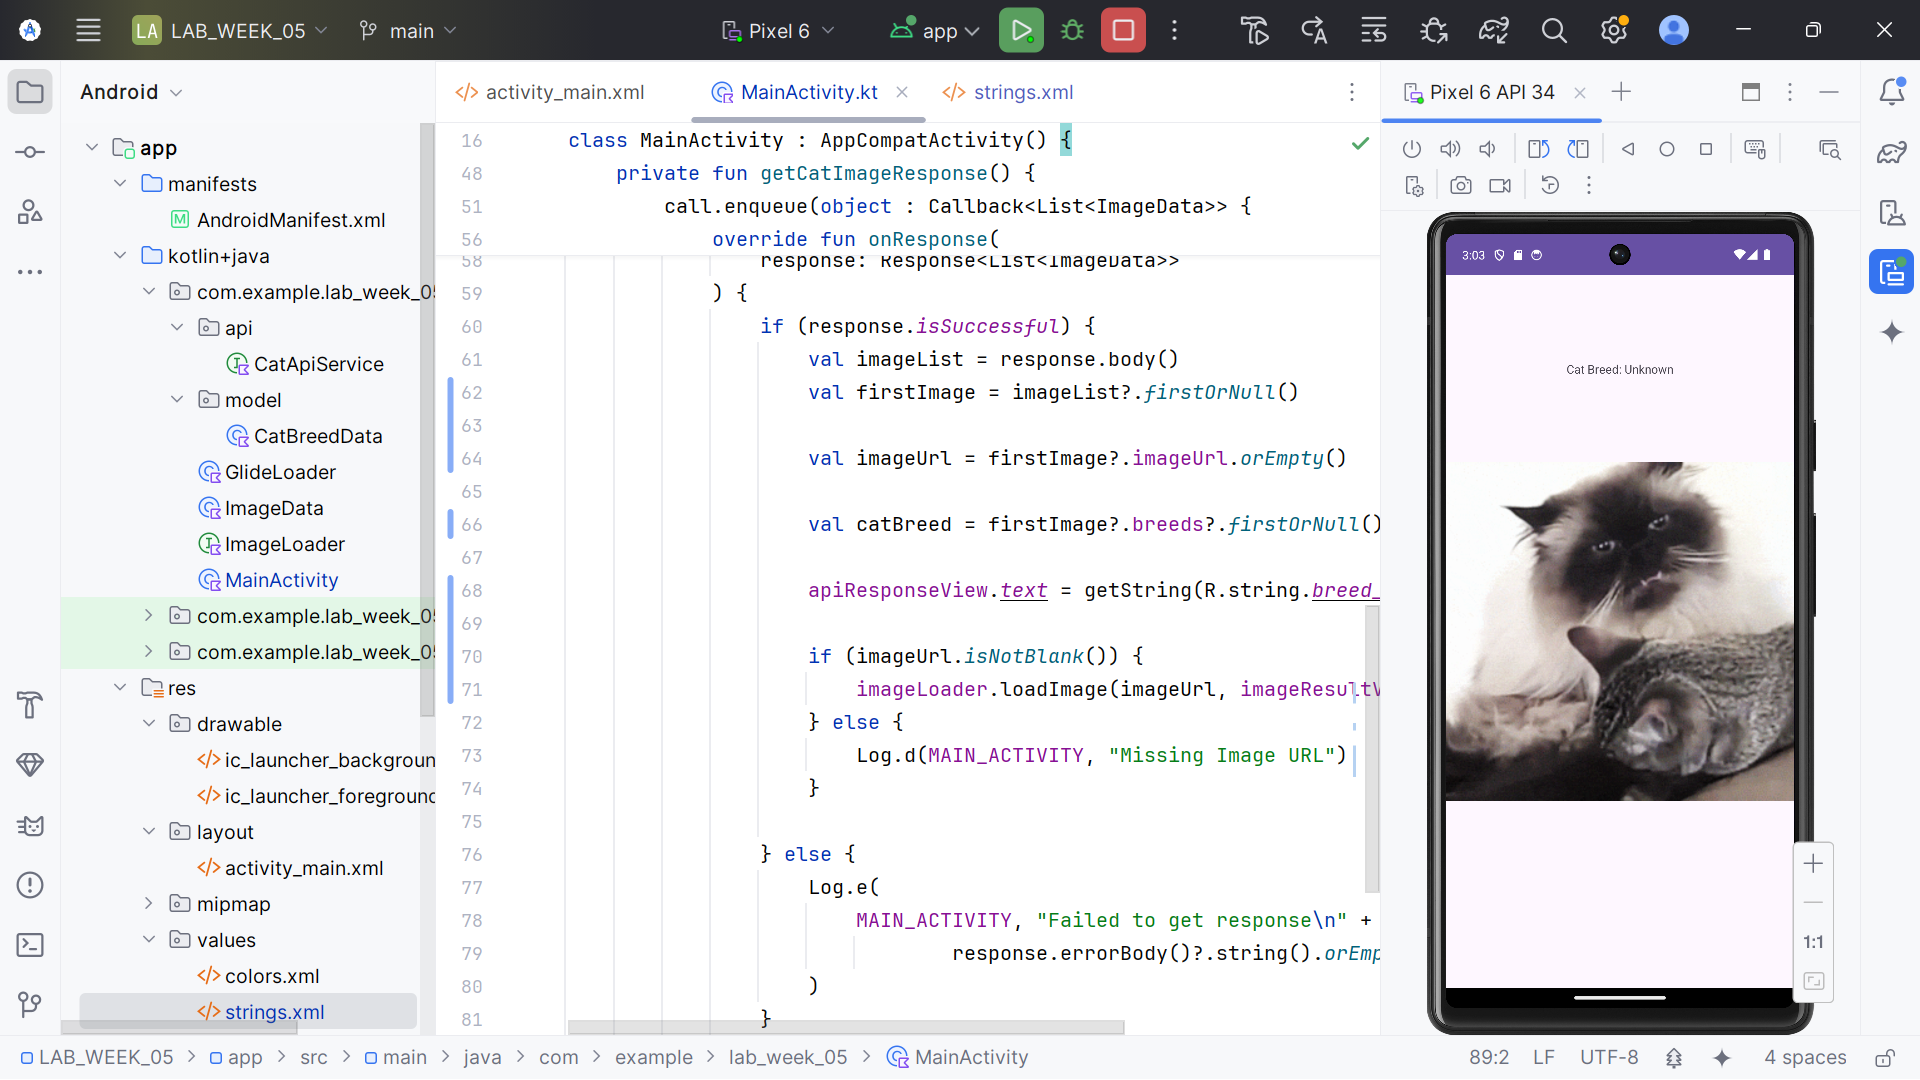 LA LAB_WEEK_05 main Pixel 6 app
Android
activity_main.xml MainActivity.kt strings.xml Pixel 6 API 34
app
manifests
AndroidManifest.xml
kotlin+java
com.example.lab_week_05
api
CatApiService
model
CatBreedData
GlideLoader
ImageData
ImageLoader
MainActivity
com.example.lab_week_05
com.example.lab_week_05
res
drawable
ic_launcher_backgroun
ic_launcher_foreground
layout
activity_main.xml
mipmap
values
colors.xml
strings.xml
16 class MainActivity : AppCompatActivity() {
48 private fun getCatImageResponse() {
51 call.enqueue(object : Callback<List<ImageData>> {
56 override fun onResponse(
58 response: Response<List<ImageData>>
59 ) {
60 if (response.isSuccessful) {
61 val imageList = response.body()
62 val firstImage = imageList?.firstOrNull()
63
64 val imageUrl = firstImage?.imageUrl.orEmpty()
65
66 val catBreed = firstImage?.breeds?.firstOrNull()
67
68 apiResponseView.text = getString(R.string.breed_
69
70 if (imageUrl.isNotBlank()) {
71 imageLoader.loadImage(imageUrl, imageResultV
72 } else {
73 Log.d(MAIN_ACTIVITY, "Missing Image URL")
74 }
75
76 } else {
77 Log.e(
78 MAIN_ACTIVITY, "Failed to get response\n" +
79 response.errorBody()?.string().orEmp
80 )
81 }
3:03
Cat Breed: Unknown
1:1
LAB_WEEK_05 > app > src > main > java > com > example > lab_week_05 > MainActivity 89:2 LF UTF-8 4 spaces